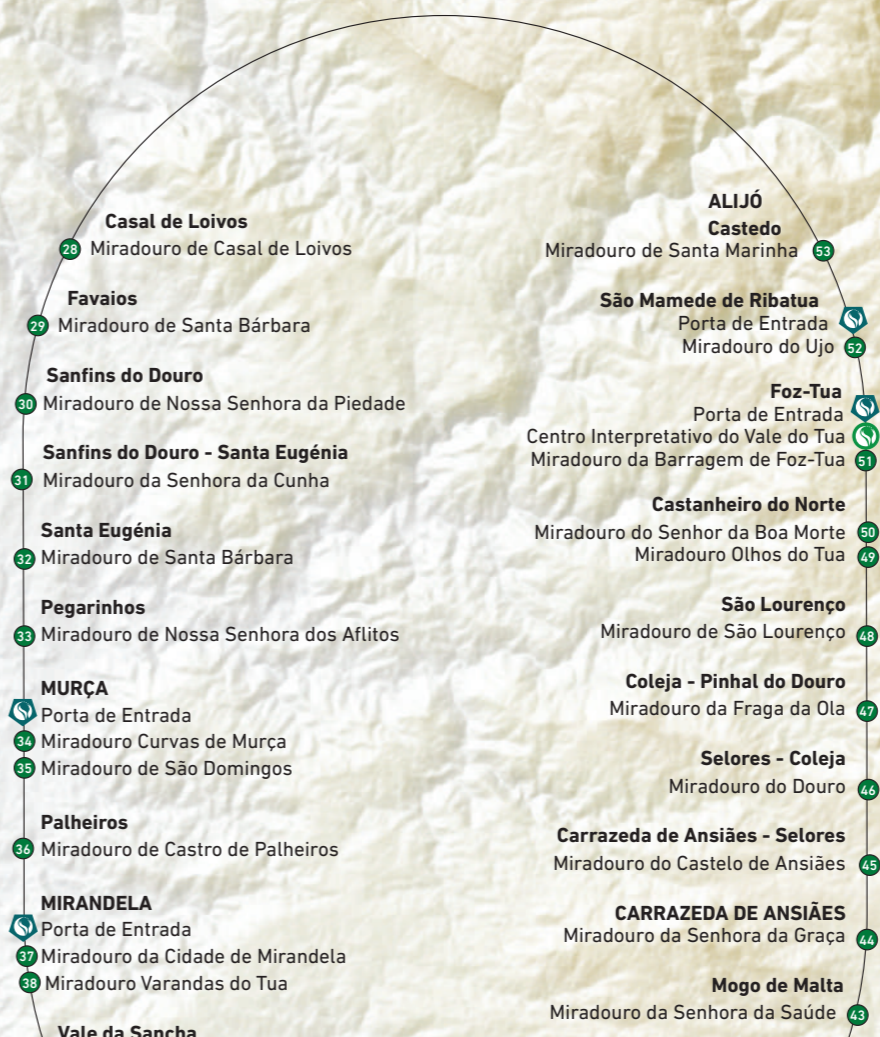 Casal de Loivos
28 Miradouro de Casal de Loivos
Favaios
29 Miradouro de Santa Bárbara
Sanfins do Douro
30 Miradouro de Nossa Senhora da Piedade
Sanfins do Douro - Santa Eugénia
31 Miradouro da Senhora da Cunha
Santa Eugénia
32 Miradouro de Santa Bárbara
Pegarinhos
33 Miradouro de Nossa Senhora dos Aflitos
MURÇA
Porta de Entrada
34 Miradouro Curvas de Murça
35 Miradouro de São Domingos
Palheiros
36 Miradouro de Castro de Palheiros
MIRANDELA
Porta de Entrada
37 Miradouro da Cidade de Mirandela
38 Miradouro Varandas do Tua
Vale da Sancha
ALIJÓ
Castedo
Miradouro de Santa Marinha 53
São Mamede de Ribatua
Porta de Entrada
Miradouro do Ujo 52
Foz-Tua
Porta de Entrada
Centro Interpretativo do Vale do Tua
Miradouro da Barragem de Foz-Tua 51
Castanheiro do Norte
Miradouro do Senhor da Boa Morte 50
Miradouro Olhos do Tua 49
São Lourenço
Miradouro de São Lourenço 48
Coleja - Pinhal do Douro
Miradouro da Fraga da Ola 47
Selores - Coleja
Miradouro do Douro 46
Carrazeda de Ansiães - Selores
Miradouro do Castelo de Ansiães 45
CARRAZEDA DE ANSIÃES
Miradouro da Senhora da Graça 44
Mogo de Malta
Miradouro da Senhora da Saúde 43